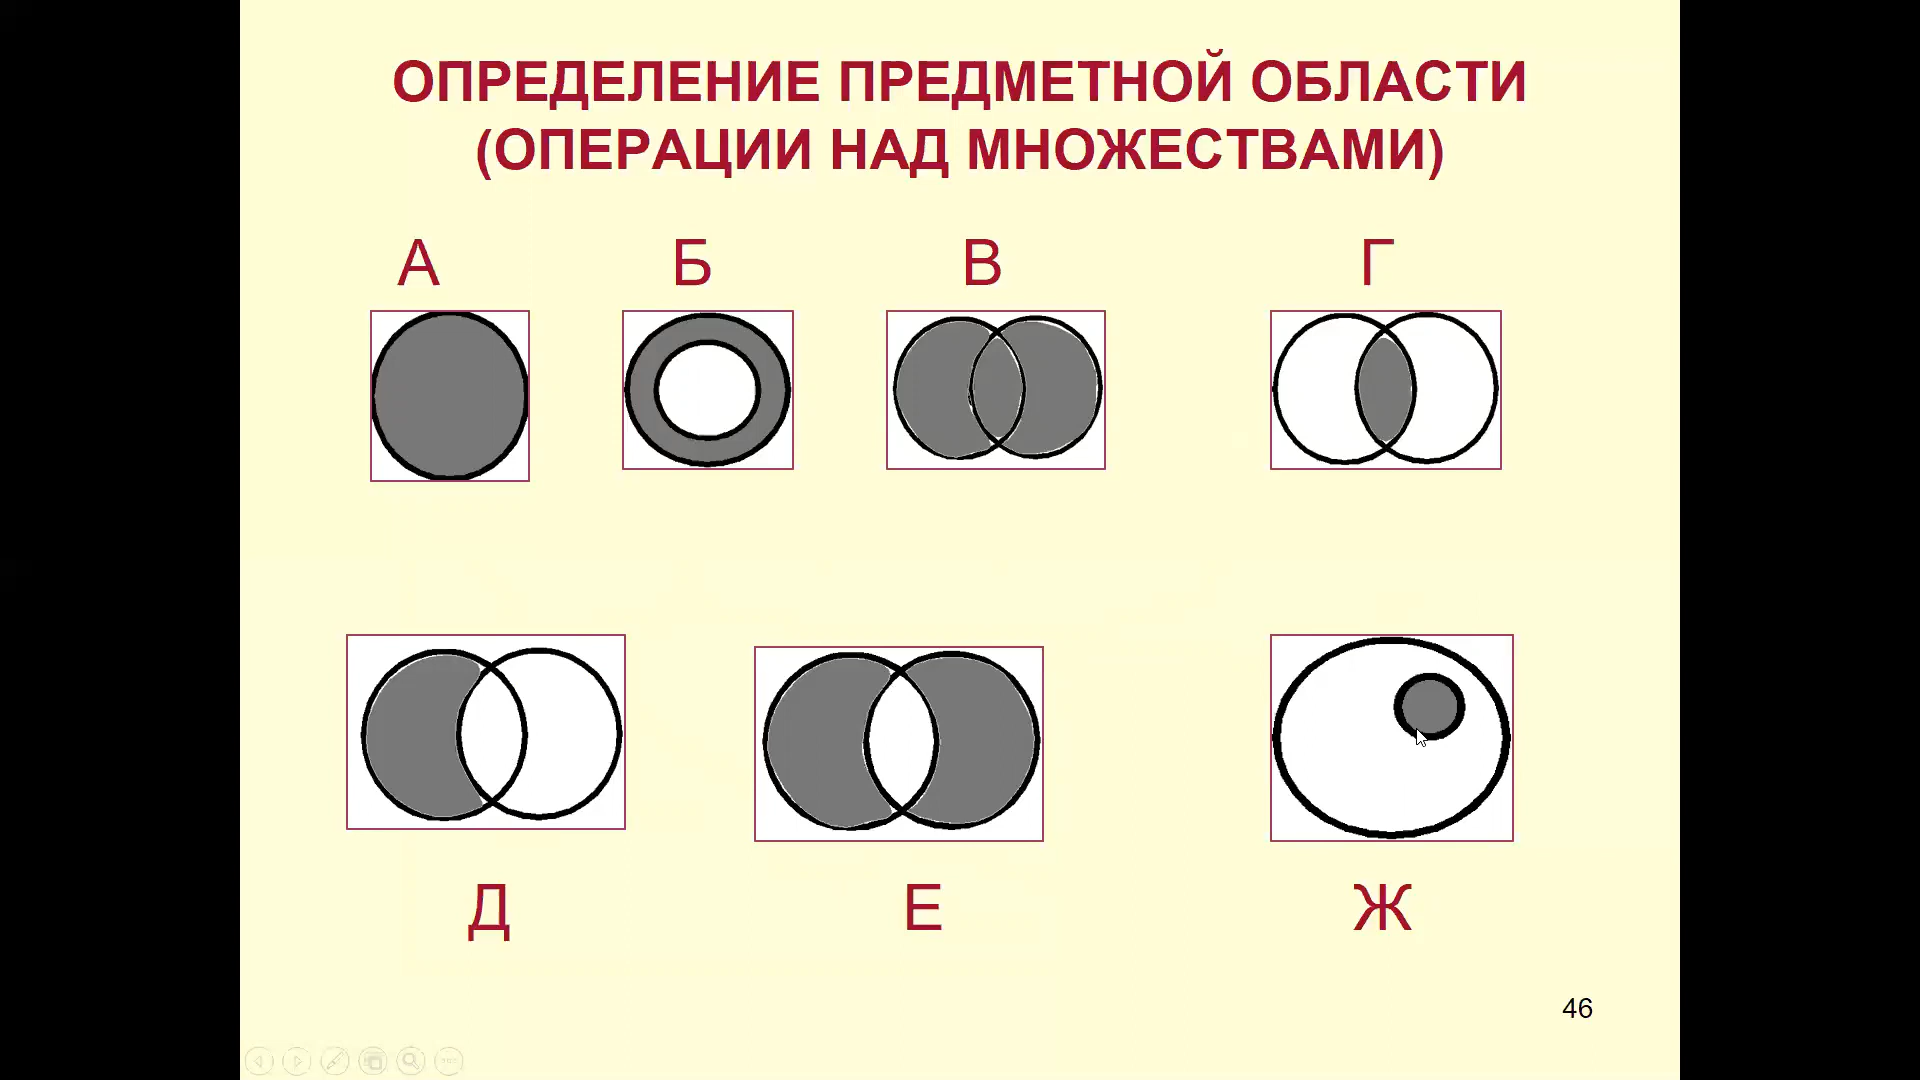 ОПРЕДЕЛЕНИЕ ПРЕДМЕТНОЙ ОБЛАСТИ
(ОПЕРАЦИИ НАД МНОЖЕСТВАМИ)
А
Б
В
Г
Д
Е
Ж
46